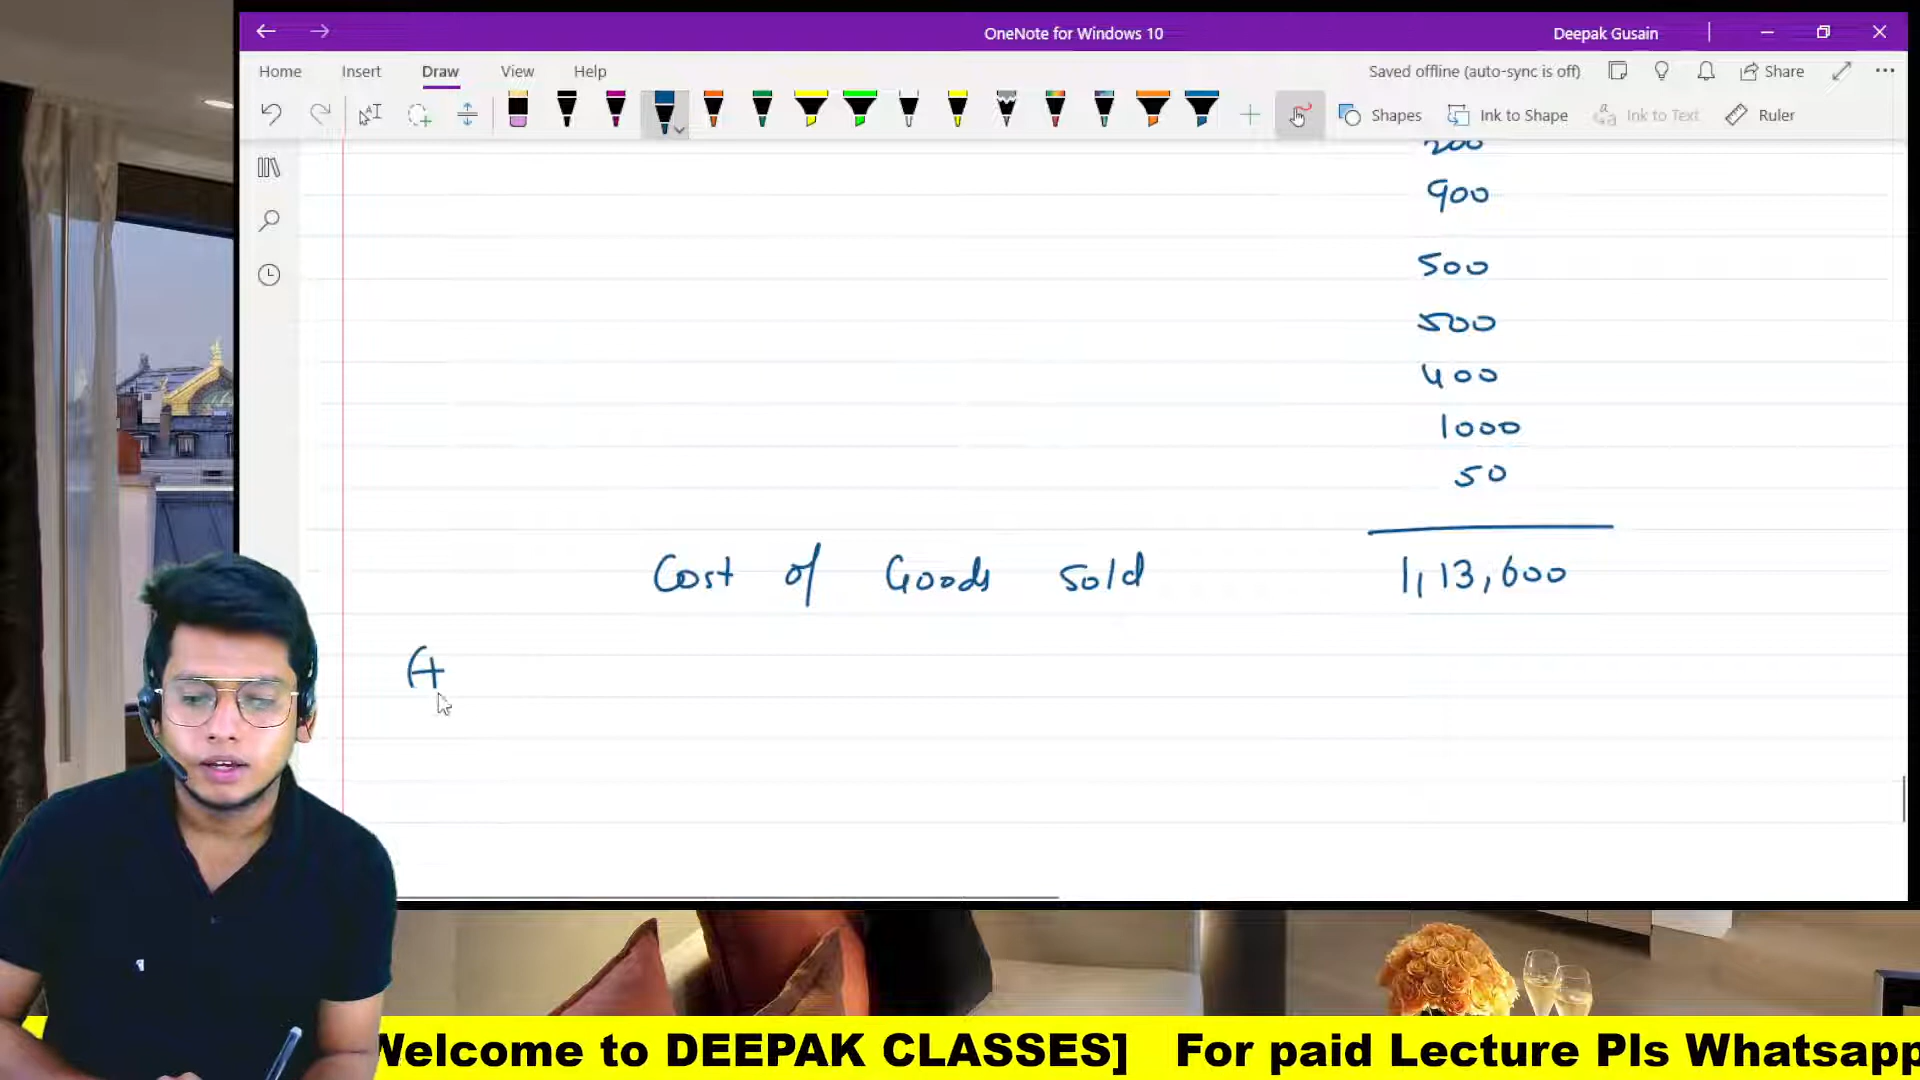 OneNote for Windows 10
Deepak Gusain
Home Insert Draw View Help
Saved offline (auto-sync is off)
Share
Shapes
Ink to Shape
Ink to Text
Ruler
200
900
500
500
400
1000
50
Cost of Goods Sold 1,13,600
(+
Welcome to DEEPAK CLASSES] For paid Lecture Pls Whatsapp